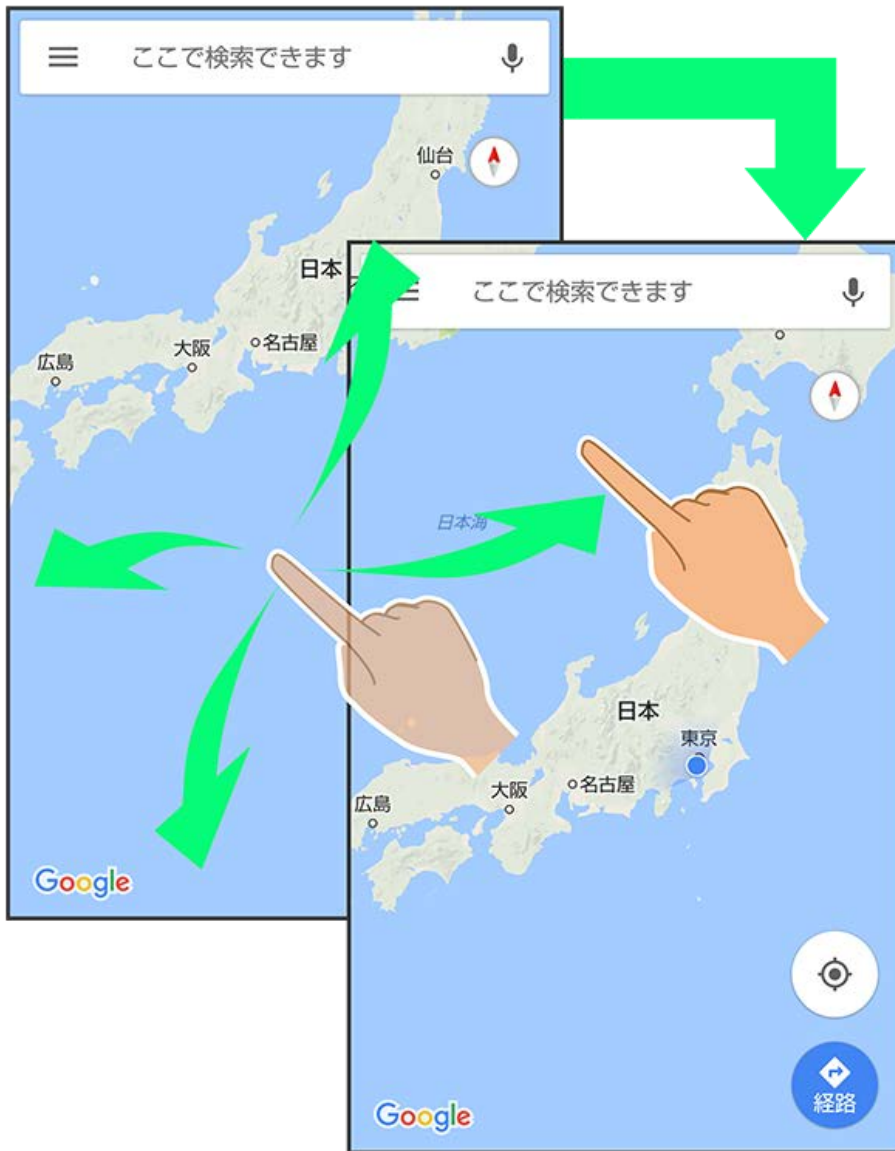 ここで検索できます
仙台
日本
名古屋
大阪
広島
Google
ここで検索できます
日本海
日本
東京
名古屋
大阪
広島
経路
Google